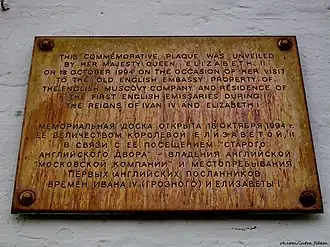 THIS COMMEMORATIVE PLAQUE WAS UNVEILED
BY HER MAJESTY QUEEN ELIZABETH II
ON 18 OCTOBER 1994 ON THE OCCASION OF HER VISIT
TO THE OLD ENGLISH EMBASSY PROPERTY OF
THE ENGLISH MUSCOVY COMPANY AND RESIDENCE OF
THE FIRST ENGLISH EMISSARIES DURING
THE REIGNS OF IVAN IV AND ELIZABETH I.
МЕМОРИАЛЬНАЯ ДОСКА ОТКРЫТА 18 ОКТЯБРЯ 1994 г.
ЕЕ ВЕЛИЧЕСТВОМ КОРОЛЕВОЙ ЕЛИЗАВЕТОЙ II
В СВЯЗИ С ЕЕ ПОСЕЩЕНИЕМ "СТАРОГО
АНГЛИЙСКОГО ДВОРА" – ВЛАДЕНИЯ АНГЛИЙСКОЙ
"МОСКОВСКОЙ КОМПАНИИ" И МЕСТОПРЕБЫВАНИЯ
ПЕРВЫХ АНГЛИЙСКИХ ПОСЛАННИКОВ
ВРЕМЕН ИВАНА IV (ГРОЗНОГО) И ЕЛИЗАВЕТЫ I.
vk.com/intra_fidem